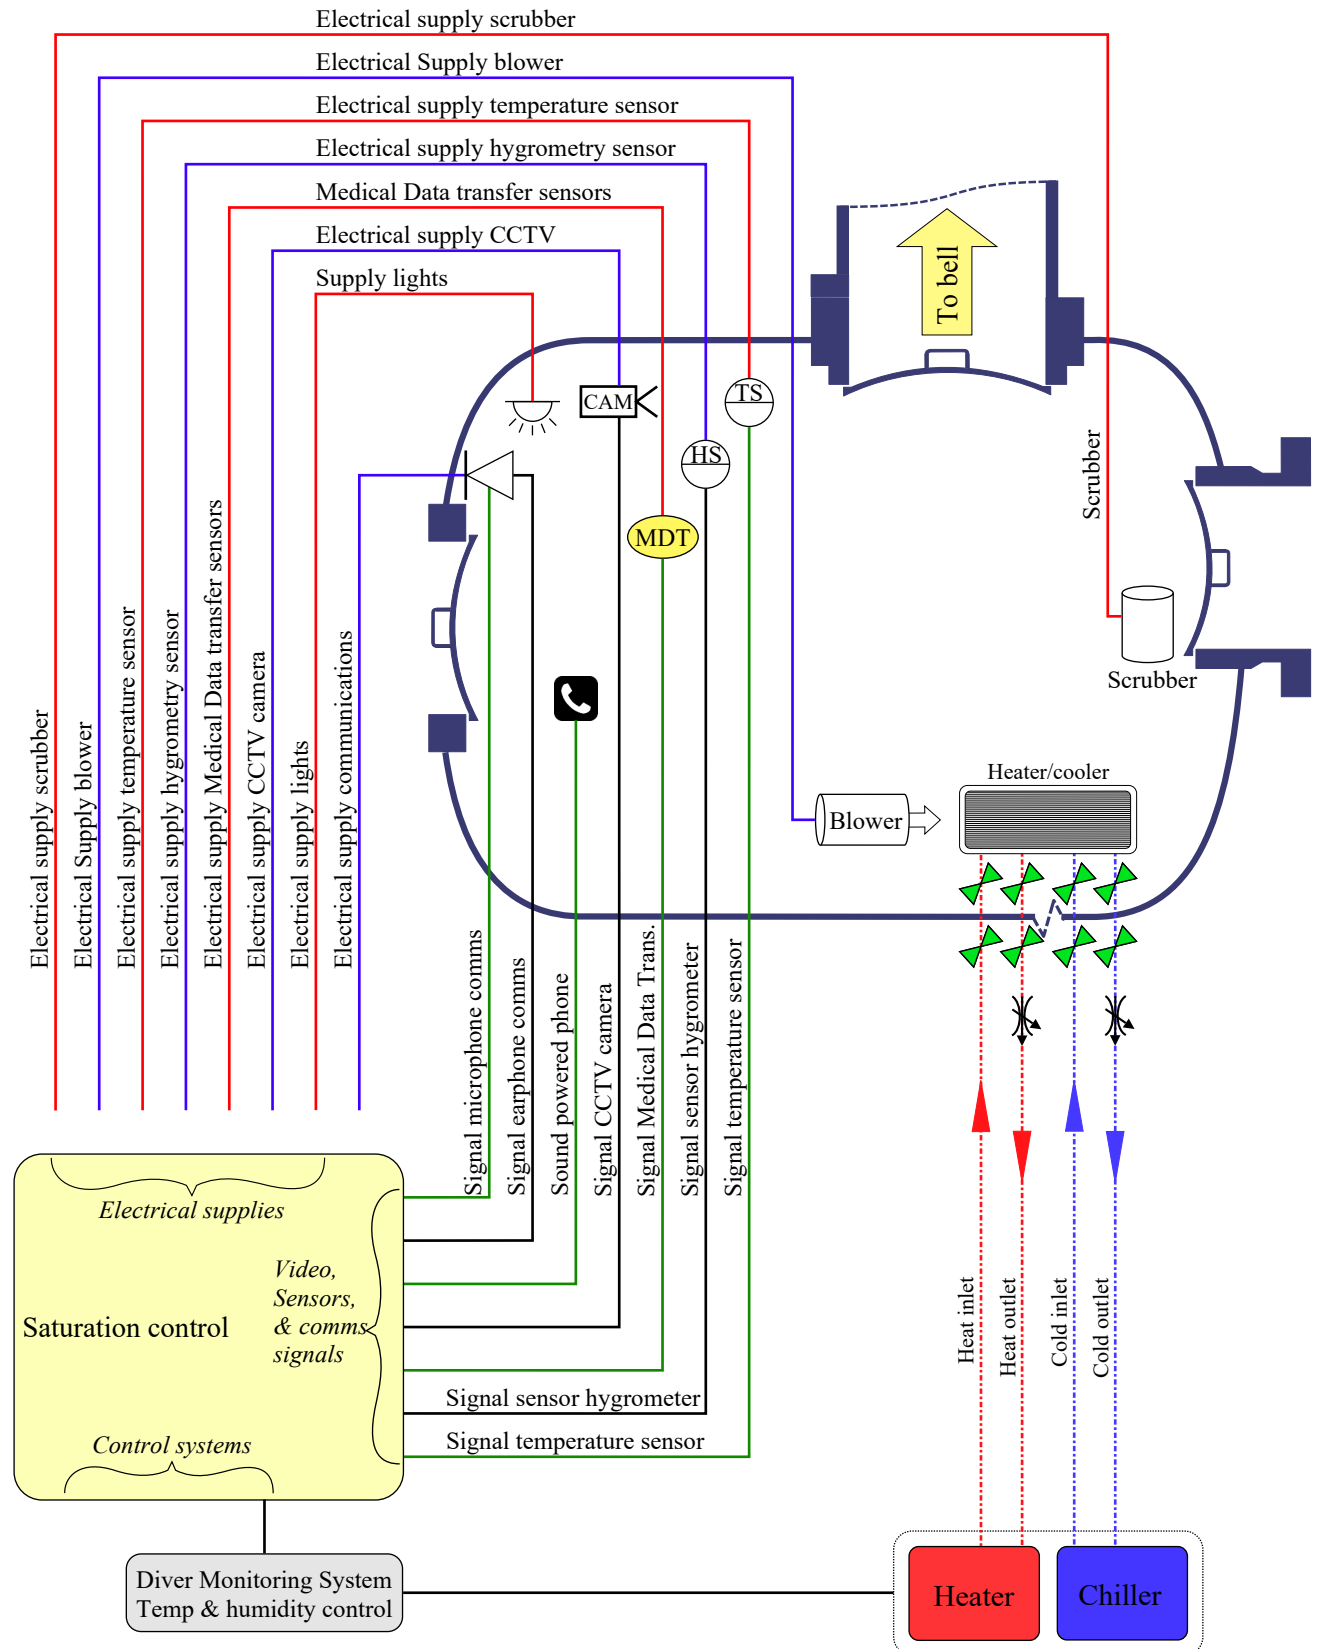 Electrical supply scrubber
Electrical Supply blower
Electrical supply temperature sensor
Electrical supply hygrometry sensor
Medical Data transfer sensors
Electrical supply CCTV
Supply lights
To bell
CAM
TS
HS
MDT
Scrubber
Scrubber
Heater/cooler
Blower
Electrical supply scrubber
Electrical Supply blower
Electrical supply temperature sensor
Electrical supply hygrometry sensor
Electrical supply Medical Data transfer sensors
Electrical supply CCTV camera
Electrical supply lights
Electrical supply communications
Signal microphone comms
Signal earphone comms
Sound powered phone
Signal CCTV camera
Signal Medical Data Trans.
Signal sensor hygrometer
Signal temperature sensor
Electrical supplies
Video,
Sensors,
& comms
signals
Saturation control
Control systems
Signal sensor hygrometer
Signal temperature sensor
Heat inlet
Heat outlet
Cold inlet
Cold outlet
Diver Monitoring System
Temp & humidity control
Heater
Chiller